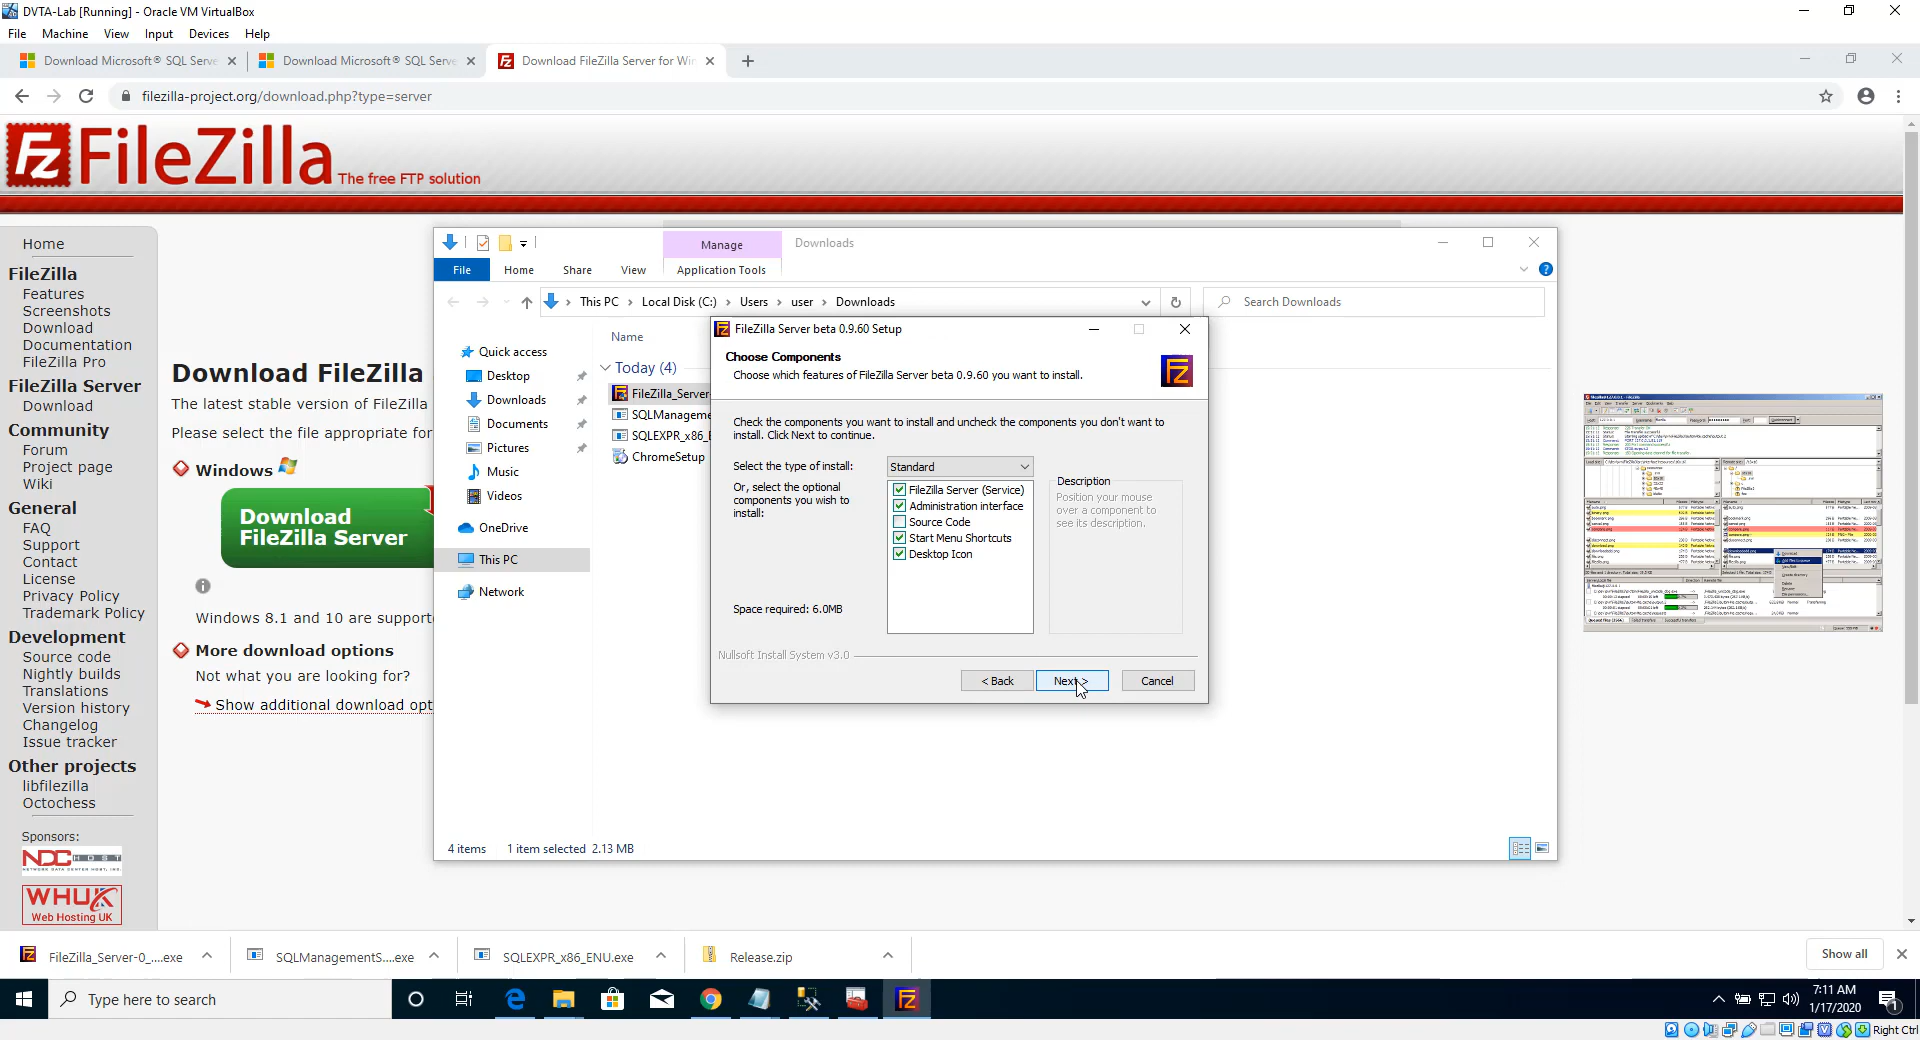 DVTA-Lab [Running] - Oracle VM VirtualBox
File Machine View Input Devices Help
Download Microsoft® SQL Serve
Download Microsoft® SQL Serve
Download FileZilla Server for Win
filezilla-project.org/download.php?type=server
FileZilla The free FTP solution
Home
FileZilla
Features
Screenshots
Download
Documentation
FileZilla Pro
FileZilla Server
Download
Community
Forum
Project page
Wiki
General
FAQ
Support
Contact
License
Privacy Policy
Trademark Policy
Development
Source code
Nightly builds
Translations
Version history
Changelog
Issue tracker
Other projects
libfilezilla
Octochess
Sponsors:
NDCHOST
WHUK
Web Hosting UK
Download FileZilla
The latest stable version of FileZilla
Please select the file appropriate for
Windows
Download
FileZilla Server
Windows 8.1 and 10 are supporte
More download options
Not what you are looking for?
Show additional download opt
Manage Downloads
File Home Share View Application Tools
This PC > Local Disk (C:) > Users > user > Downloads
Search Downloads
Quick access
Desktop
Downloads
Documents
Pictures
Music
Videos
OneDrive
This PC
Network
Name
Today (4)
FileZilla_Server-
SQLManageme
SQLEXPR_x86_E
ChromeSetup
4 items 1 item selected 2.13 MB
FileZilla Server beta 0.9.60 Setup
Choose Components
Choose which features of FileZilla Server beta 0.9.60 you want to install.
Check the components you want to install and uncheck the components you don't want to
install. Click Next to continue.
Select the type of install:
Standard
Or, select the optional
components you wish to
install:
FileZilla Server (Service)
Administration interface
Source Code
Start Menu Shortcuts
Desktop Icon
Description
Position your mouse
over a component to
see its description.
Space required: 6.0MB
Nullsoft Install System v3.0
< Back
Next >
Cancel
FileZilla_Server-0_....exe
SQLManagementS....exe
SQLEXPR_x86_ENU.exe
Release.zip
Show all
Type here to search
7:11 AM
1/17/2020
1
Right Ctrl